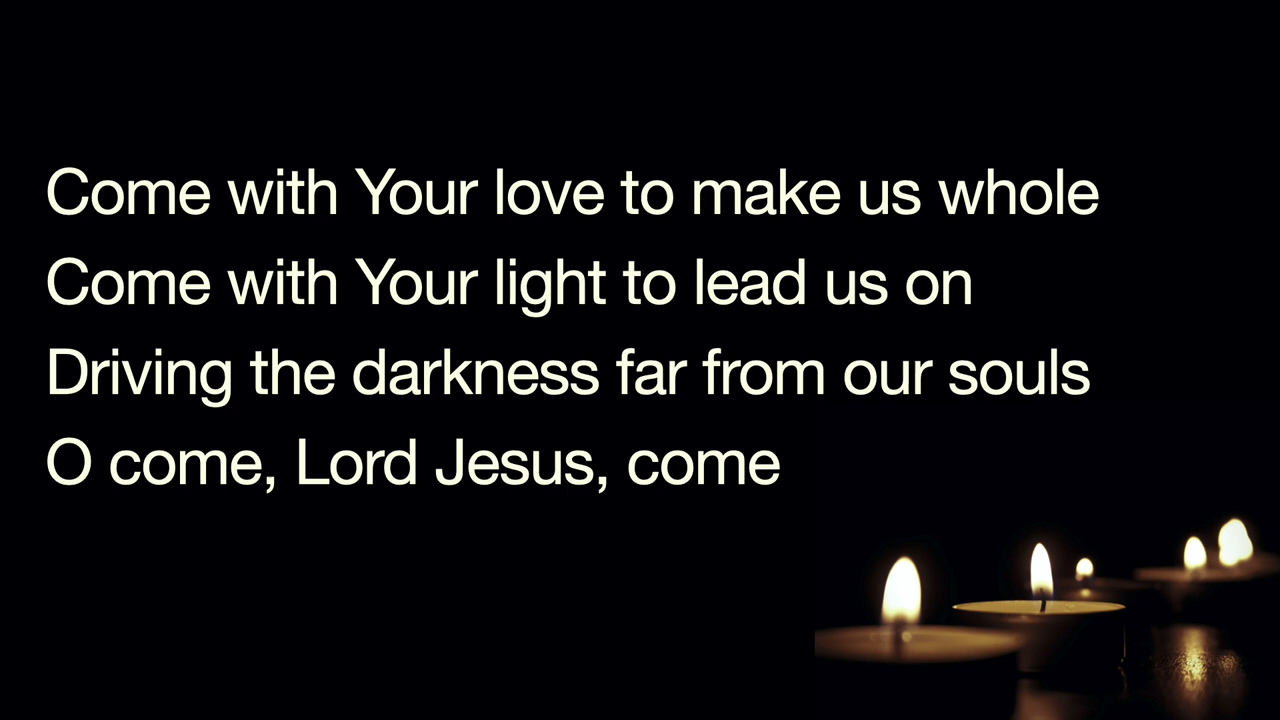 Come with Your love to make us whole
Come with Your light to lead us on
Driving the darkness far from our souls
O come, Lord Jesus, come